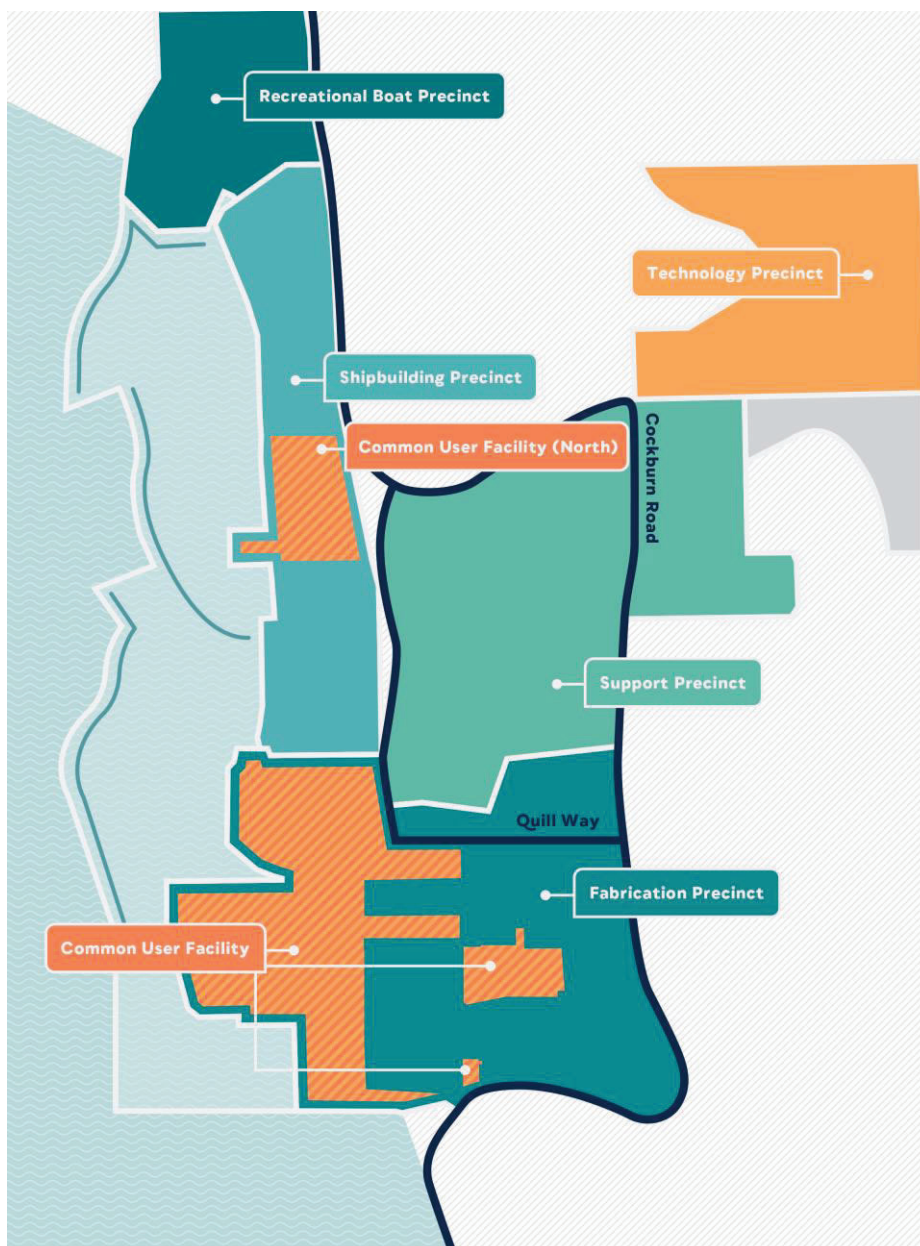 Recreational Boat Precinct
Technology Precinct
Shipbuilding Precinct
Common User Facility (North)
Cockburn Road
Support Precinct
Quill Way
Fabrication Precinct
Common User Facility